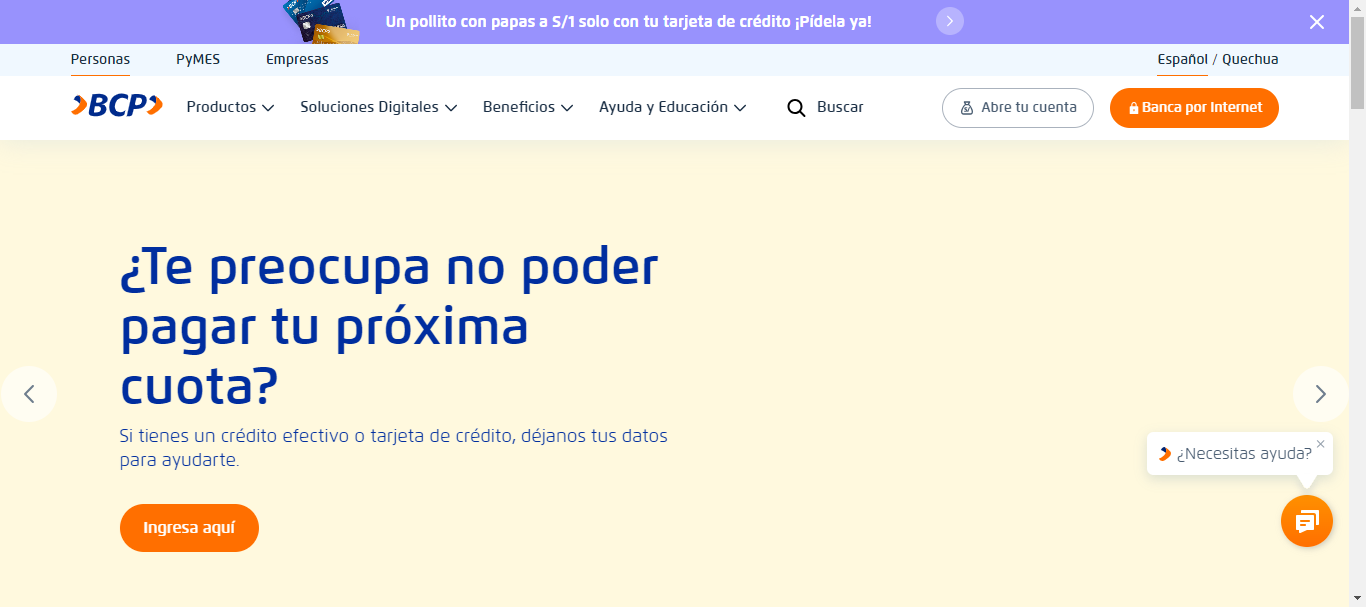 Un pollito con papas a S/1 solo con tu tarjeta de crédito ¡Pídela ya!
Personas PyMES Empresas Español / Quechua
BCP Productos Soluciones Digitales Beneficios Ayuda y Educación Buscar Abre tu cuenta Banca por Internet
¿Te preocupa no poder
pagar tu próxima
cuota?
Si tienes un crédito efectivo o tarjeta de crédito, déjanos tus datos
para ayudarte.
¿Necesitas ayuda?
Ingresa aquí